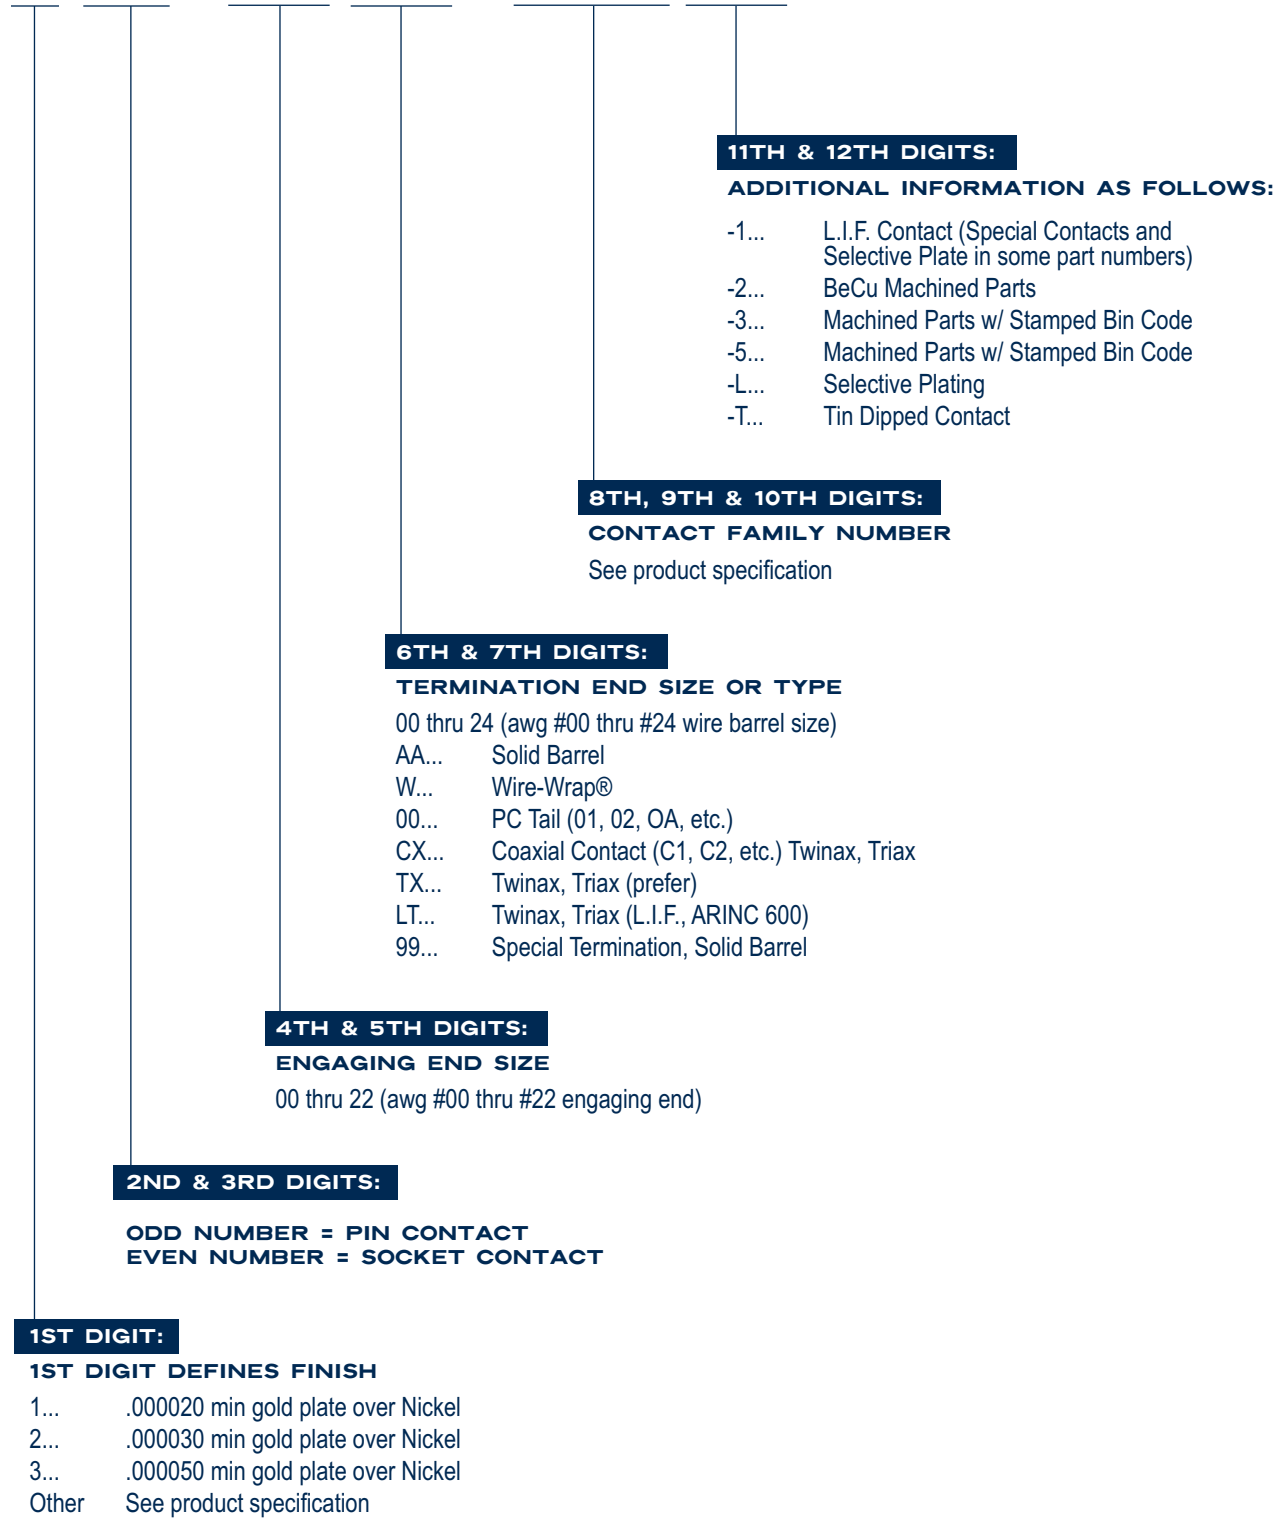 11TH & 12TH DIGITS:
ADDITIONAL INFORMATION AS FOLLOWS:
-1... L.I.F. Contact (Special Contacts and
Selective Plate in some part numbers)
-2... BeCu Machined Parts
-3... Machined Parts w/ Stamped Bin Code
-5... Machined Parts w/ Stamped Bin Code
-L... Selective Plating
-T... Tin Dipped Contact
8TH, 9TH & 10TH DIGITS:
CONTACT FAMILY NUMBER
See product specification
6TH & 7TH DIGITS:
TERMINATION END SIZE OR TYPE
00 thru 24 (awg #00 thru #24 wire barrel size)
AA... Solid Barrel
W... Wire-Wrap®
00... PC Tail (01, 02, OA, etc.)
CX... Coaxial Contact (C1, C2, etc.) Twinax, Triax
TX... Twinax, Triax (prefer)
LT... Twinax, Triax (L.I.F., ARINC 600)
99... Special Termination, Solid Barrel
4TH & 5TH DIGITS:
ENGAGING END SIZE
00 thru 22 (awg #00 thru #22 engaging end)
2ND & 3RD DIGITS:
ODD NUMBER = PIN CONTACT
EVEN NUMBER = SOCKET CONTACT
1ST DIGIT:
1ST DIGIT DEFINES FINISH
1... .000020 min gold plate over Nickel
2... .000030 min gold plate over Nickel
3... .000050 min gold plate over Nickel
Other See product specification